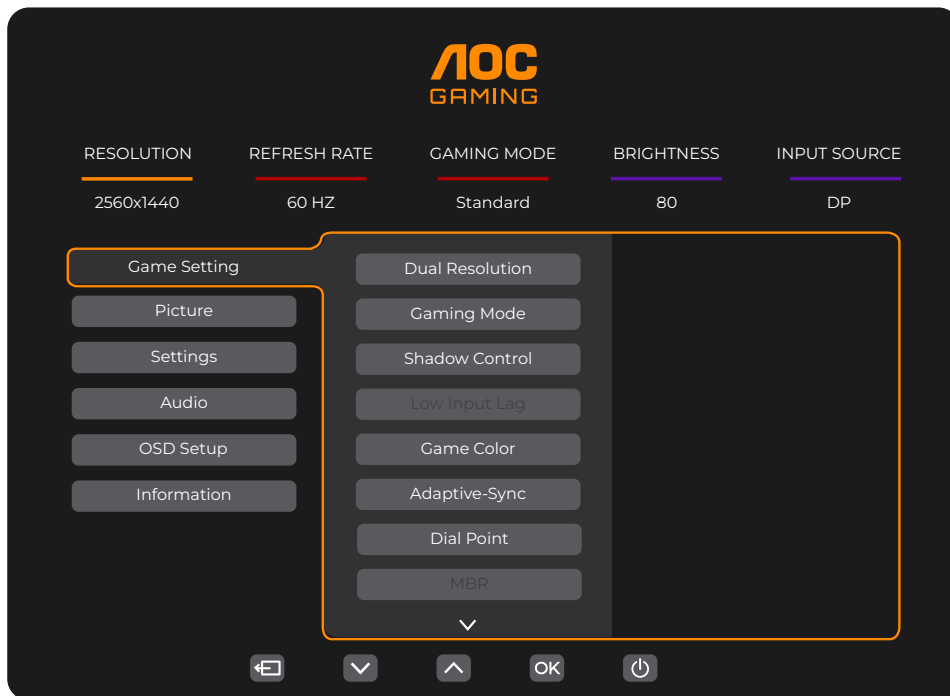 AOC
GAMING
RESOLUTION REFRESH RATE GAMING MODE BRIGHTNESS INPUT SOURCE
2560x1440 60 HZ Standard 80 DP
Game Setting
Picture
Settings
Audio
OSD Setup
Information
Dual Resolution
Gaming Mode
Shadow Control
Low Input Lag
Game Color
Adaptive-Sync
Dial Point
MBR
OK